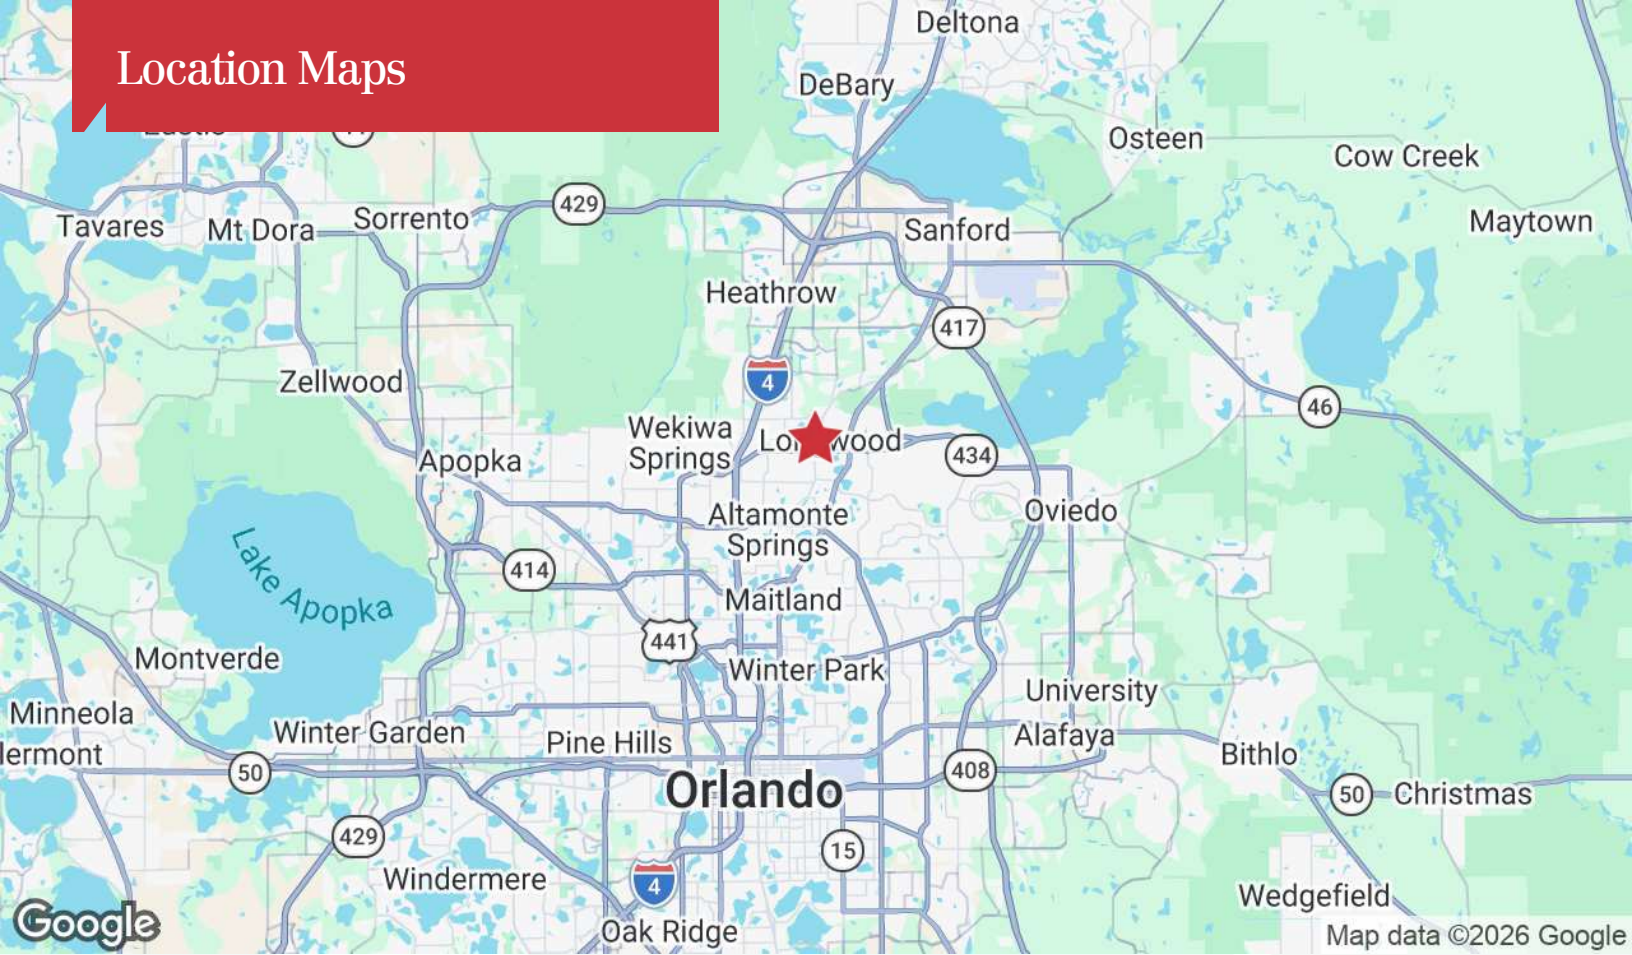 Location Maps
Deltona
DeBary
Osteen
Cow Creek
429
Tavares
Mt Dora
Sorrento
Sanford
Maytown
Heathrow
417
4
Zellwood
46
Wekiwa
Springs
434
Apopka
Altamonte
Springs
Oviedo
Lake Apopka
414
Maitland
441
Montverde
Winter Park
University
Minneola
Winter Garden
Pine Hills
Alafaya
Bithlo
lermont
50
Orlando
408
50
Christmas
429
15
Windermere
4
Wedgefield
Oak Ridge
Google
Map data ©2026 Google